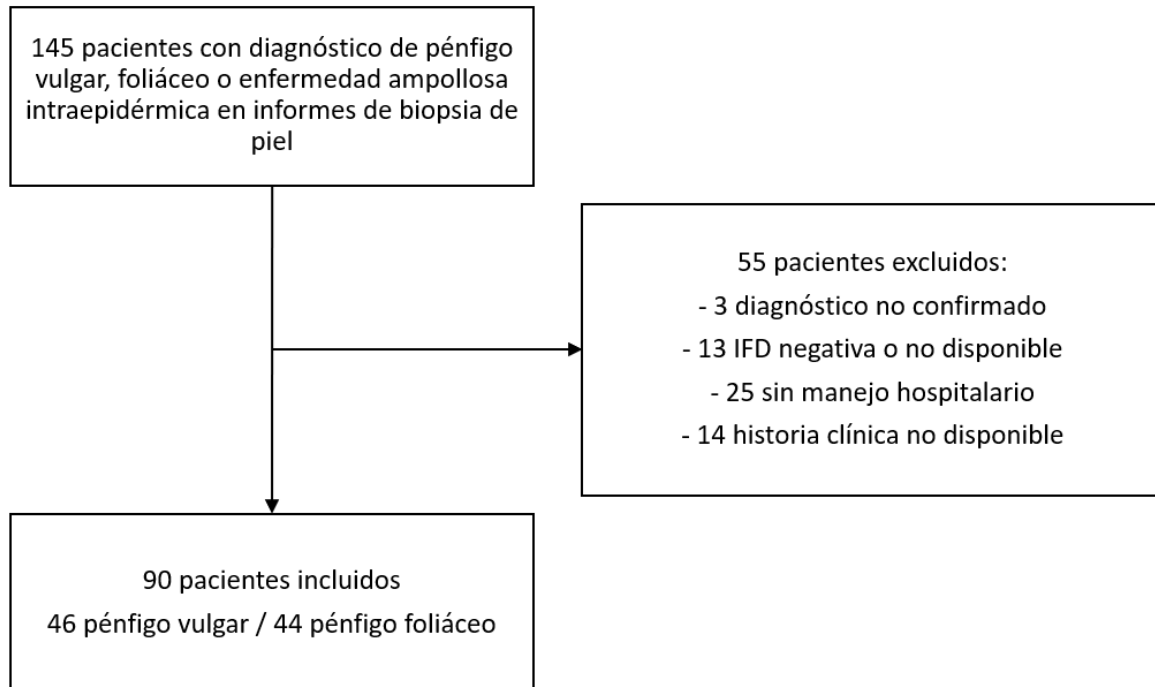 145 pacientes con diagnóstico de pénfigo
vulgar, foliáceo o enfermedad ampollosa
intraepidérmica en informes de biopsia de
piel
55 pacientes excluidos:
- 3 diagnóstico no confirmado
- 13 IFD negativa o no disponible
- 25 sin manejo hospitalario
- 14 historia clínica no disponible
90 pacientes incluidos
46 pénfigo vulgar / 44 pénfigo foliáceo